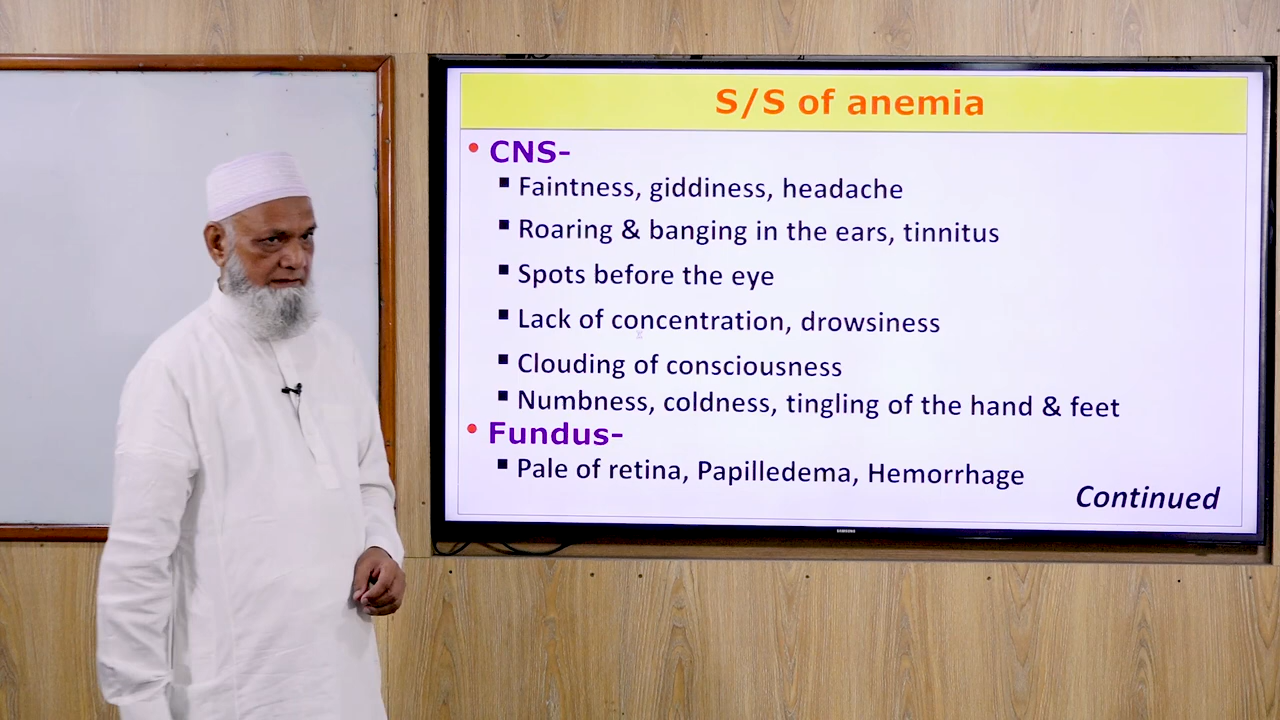 S/S of anemia
• CNS-
▪ Faintness, giddiness, headache
▪ Roaring & banging in the ears, tinnitus
▪ Spots before the eye
▪ Lack of concentration, drowsiness
▪ Clouding of consciousness
▪ Numbness, coldness, tingling of the hand & feet
• Fundus-
▪ Pale of retina, Papilledema, Hemorrhage
Continued
SAMSUNG